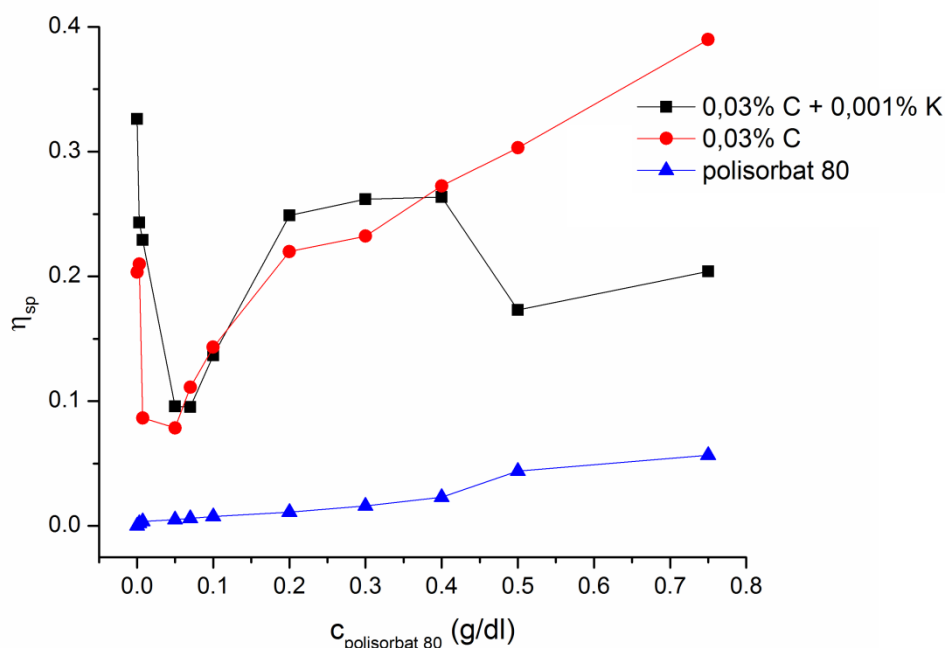 0.4
0.3
0.2
0.1
0.0
η_sp
0,03% C + 0,001% K
0,03% C
polisorbat 80
0.0 0.1 0.2 0.3 0.4 0.5 0.6 0.7 0.8
c_polisorbat 80 (g/dl)